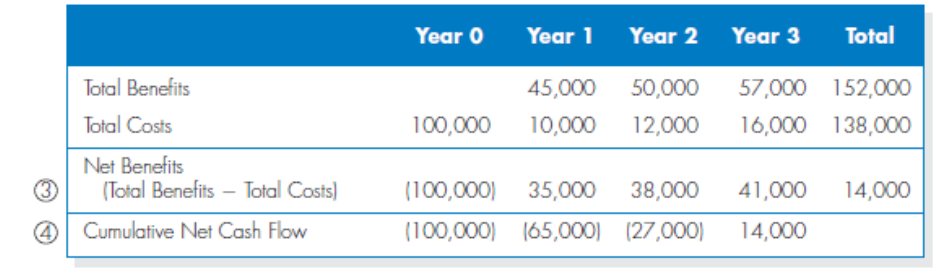 Year 0 Year 1 Year 2 Year 3 Total
Total Benefits 45,000 50,000 57,000 152,000
Total Costs 100,000 10,000 12,000 16,000 138,000
Net Benefits
③ (Total Benefits – Total Costs) (100,000) 35,000 38,000 41,000 14,000
④ Cumulative Net Cash Flow (100,000) (65,000) (27,000) 14,000